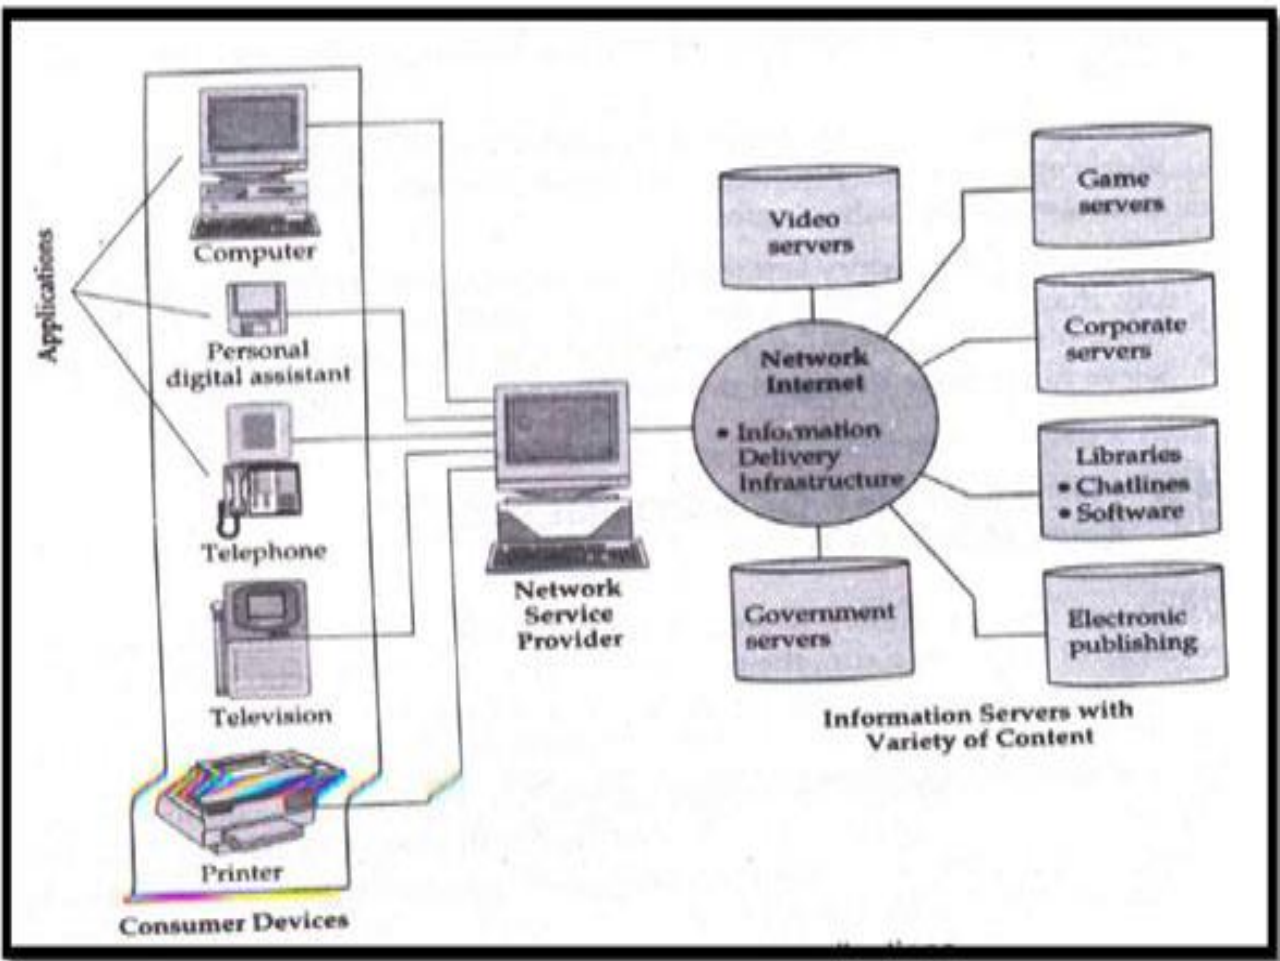 Applications
Computer
Personal
digital assistant
Telephone
Television
Printer
Consumer Devices
Network
Service
Provider
Video
servers
Network
Internet
• Information
Delivery
Infrastructure
Government
servers
Game
servers
Corporate
servers
Libraries
• Chatlines
• Software
Electronic
publishing
Information Servers with
Variety of Content